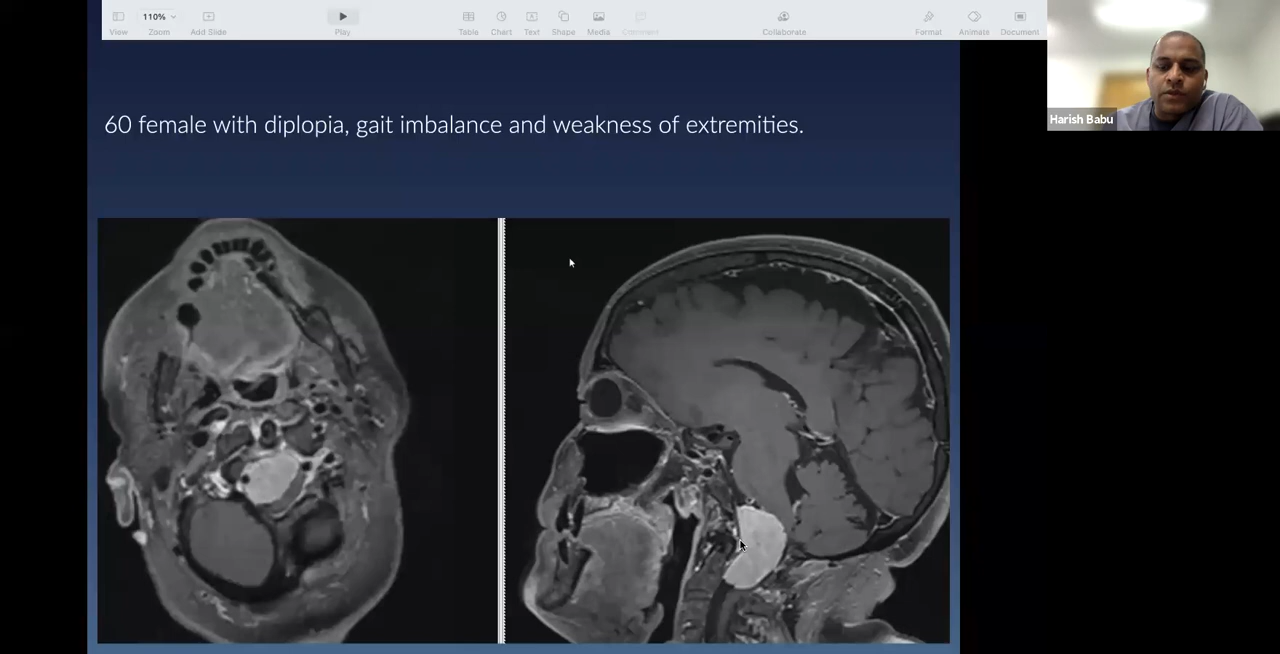 110%
View
Zoom
Add Slide
Play
Table
Chart
Text
Shape
Media
Comment
Collaborate
Format
Animate
Document
60 female with diplopia, gait imbalance and weakness of extremities.
Harish Babu